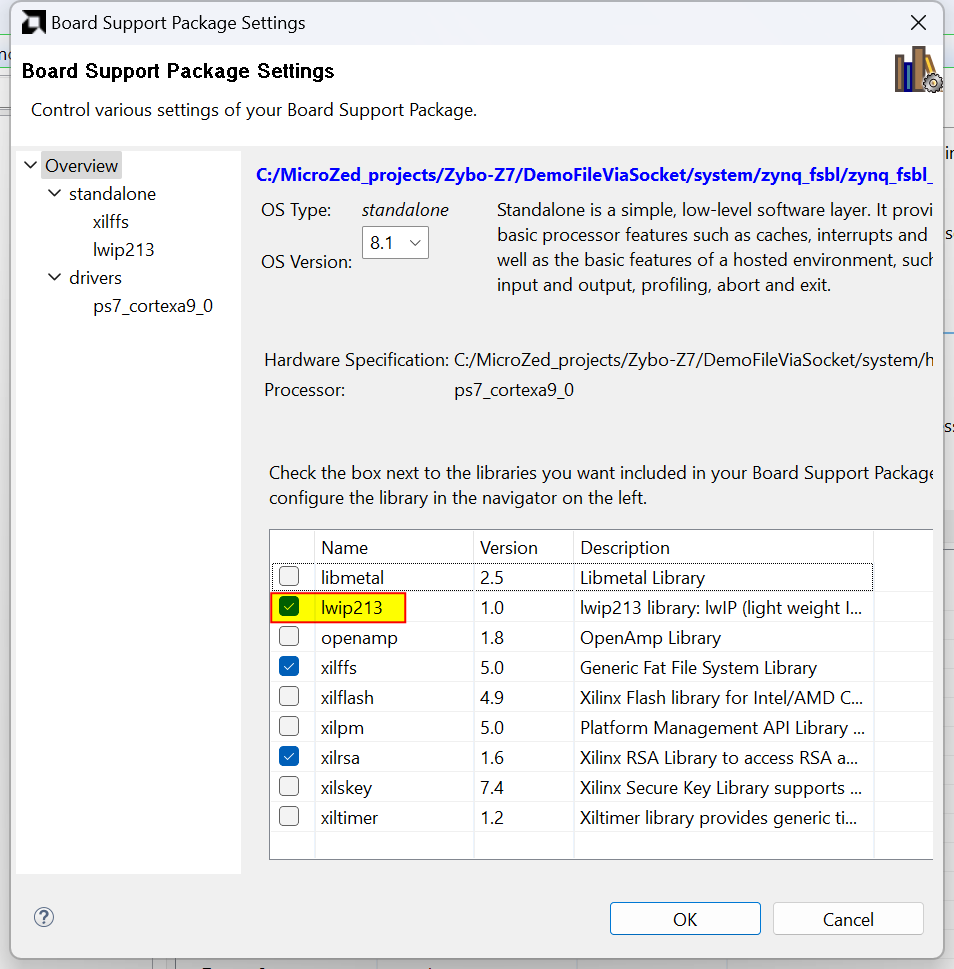 Board Support Package Settings
Board Support Package Settings
Control various settings of your Board Support Package.
Overview
standalone
xilffs
lwip213
drivers
ps7_cortexa9_0
C:/MicroZed_projects/Zybo-Z7/DemoFileViaSocket/system/zynq_fsbl/zynq_fsbl_
OS Type: standalone
OS Version: 8.1
Standalone is a simple, low-level software layer. It provi
basic processor features such as caches, interrupts and
well as the basic features of a hosted environment, such
input and output, profiling, abort and exit.
Hardware Specification: C:/MicroZed_projects/Zybo-Z7/DemoFileViaSocket/system/h
Processor: ps7_cortexa9_0
Check the box next to the libraries you want included in your Board Support Package
configure the library in the navigator on the left.
Name Version Description
libmetal 2.5 Libmetal Library
lwip213 1.0 lwip213 library: lwIP (light weight I...
openamp 1.8 OpenAmp Library
xilffs 5.0 Generic Fat File System Library
xilflash 4.9 Xilinx Flash library for Intel/AMD C...
xilpm 5.0 Platform Management API Library ...
xilrsa 1.6 Xilinx RSA Library to access RSA a...
xilskey 7.4 Xilinx Secure Key Library supports ...
xiltimer 1.2 Xiltimer library provides generic ti...
OK Cancel